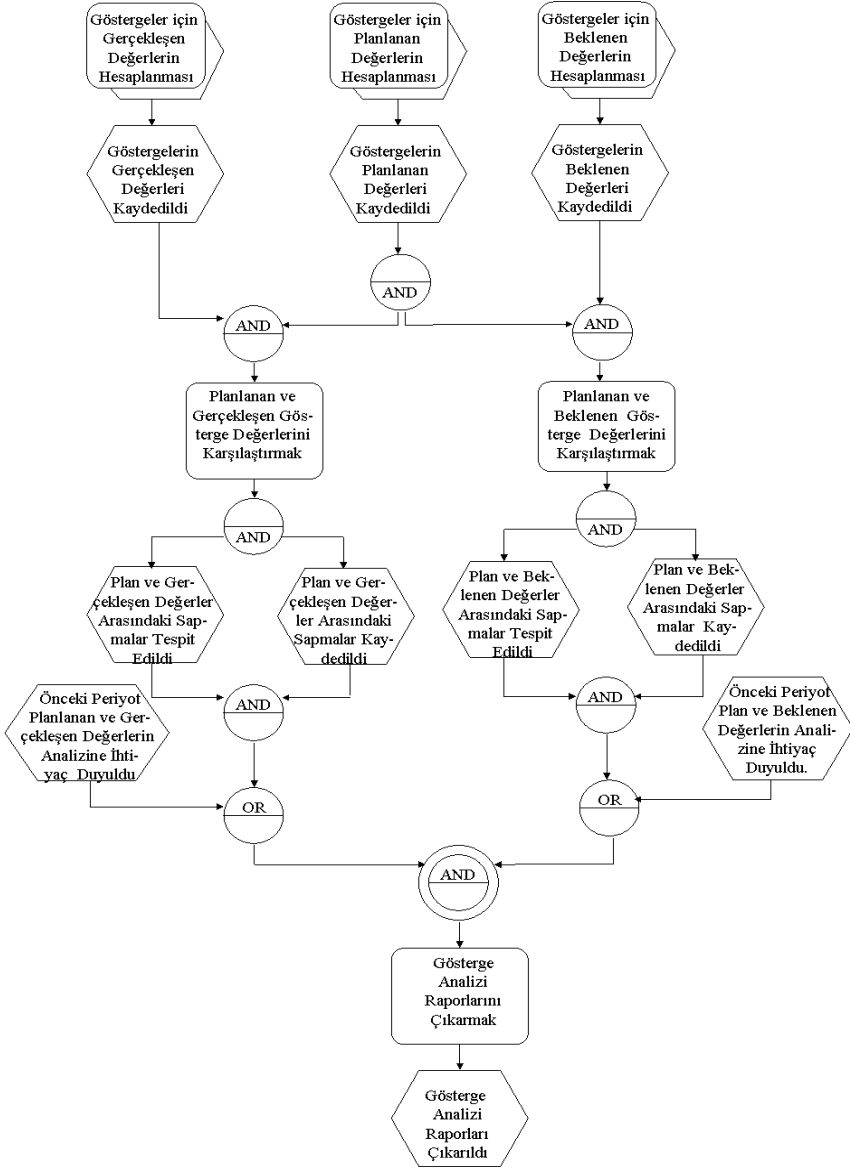 Göstergeler için
Gerçekleşen
Değerlerin
Hesaplanması
Göstergeler için
Planlanan
Değerlerin
Hesaplanması
Göstergeler için
Beklenen
Değerlerin
Hesaplanması
Göstergelerin
Gerçekleşen
Değerleri
Kaydedildi
Göstergelerin
Planlanan
Değerleri
Kaydedildi
Göstergelerin
Beklenen
Değerleri
Kaydedildi
AND
AND
AND
Planlanan ve
Gerçekleşen Gös-
terge Değerlerini
Karşılaştırmak
Planlanan ve
Beklenen Gös-
terge Değerlerini
Karşılaştırmak
AND
AND
Plan ve Ger-
çekleşen Değerler
Arasındaki Sap-
malar Tespit
Edildi
Plan ve Ger-
çekleşen Değer-
ler Arasındaki
Sapmalar Kay-
dedildi
Plan ve Bek-
lenen Değerler
Arasındaki Sap-
malar Tespit
Edildi
Plan ve Bek-
lenen Değerler
Arasındaki Sap-
malar Kay-
dedildi
AND
AND
Önceki Periyot
Planlanan ve Ger-
çekleşen Değerlerin
Analizine İhti-
yaç Duyuldu
Önceki Periyot
Plan ve Beklenen
Değerlerin Anali-
zine İhtiyaç
Duyuldu.
OR
OR
AND
Gösterge
Analizi
Raporlarını
Çıkarmak
Gösterge
Analizi
Raporları
Çıkarıldı